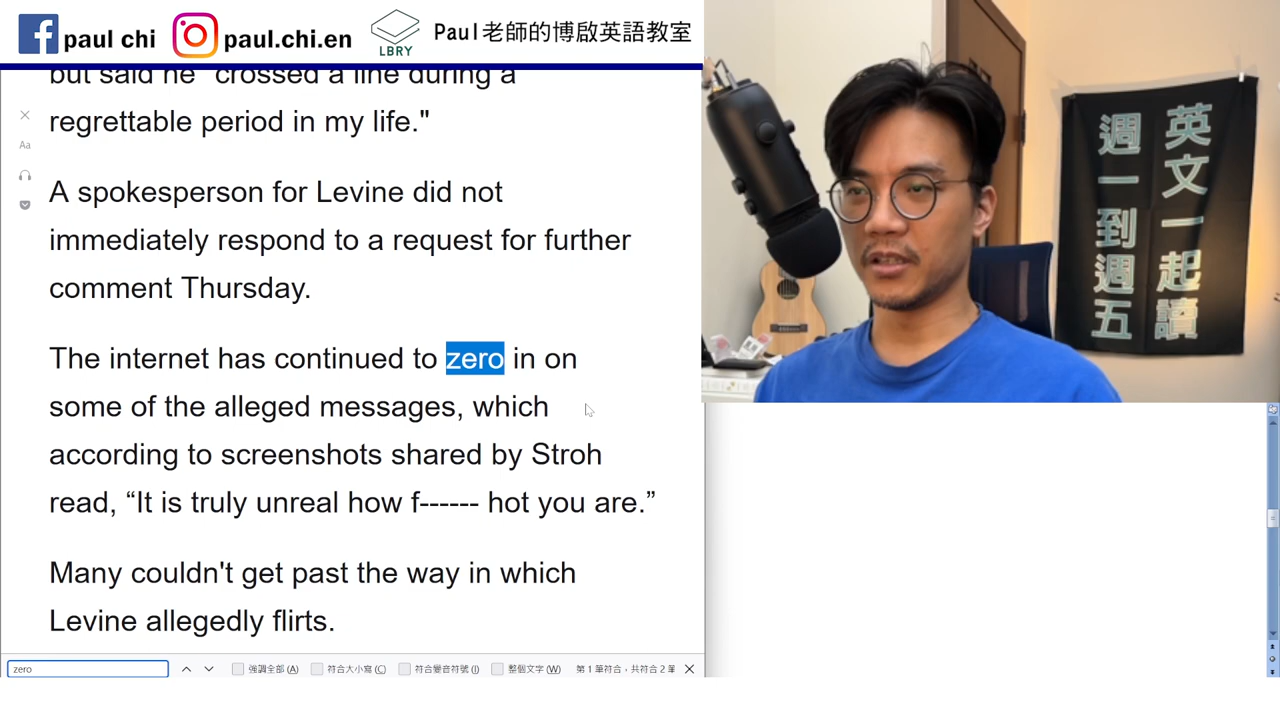 paul chi
paul.chi.en
LBRY
Paul老師的博啟英語教室
but said he "crossed a line during a
regrettable period in my life."
Aa
A spokesperson for Levine did not
immediately respond to a request for further
comment Thursday.
The internet has continued to zero in on
some of the alleged messages, which
according to screenshots shared by Stroh
read, “It is truly unreal how f------ hot you are.”
Many couldn't get past the way in which
Levine allegedly flirts.
zero
強調全部 (A)
符合大小寫 (C)
符合變音符號 (I)
整個文字 (W)
第 1 筆符合，共符合 2 筆
英文一起讀
週一到週五